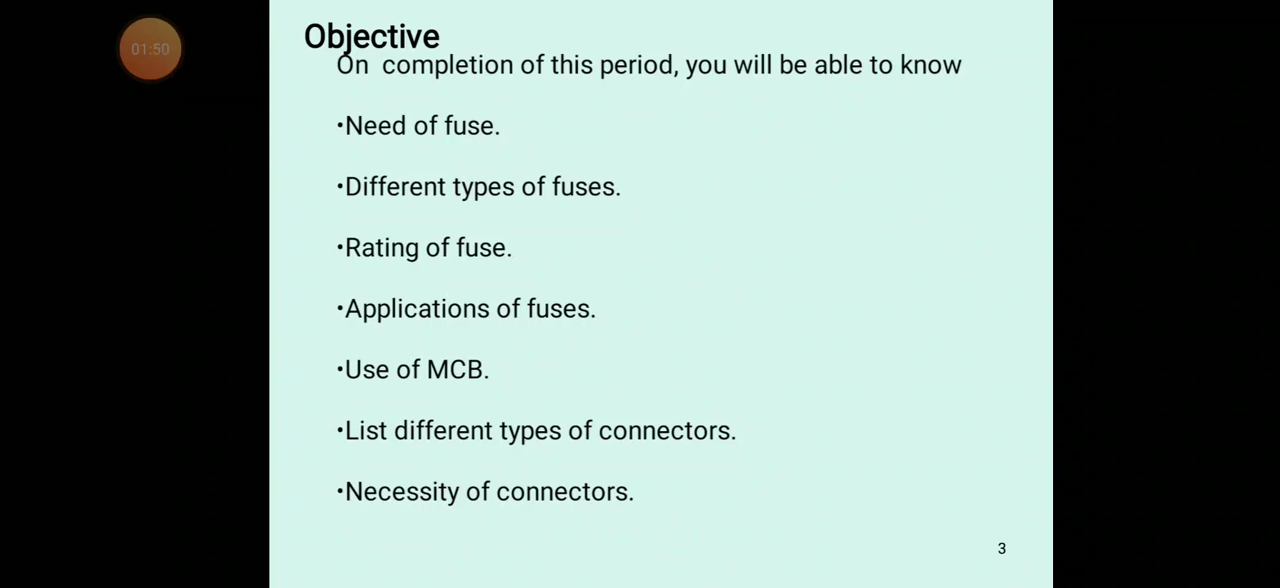 01:50
Objective
On  completion of this period, you will be able to know
•Need of fuse.
•Different types of fuses.
•Rating of fuse.
•Applications of fuses.
•Use of MCB.
•List different types of connectors.
•Necessity of connectors.
3